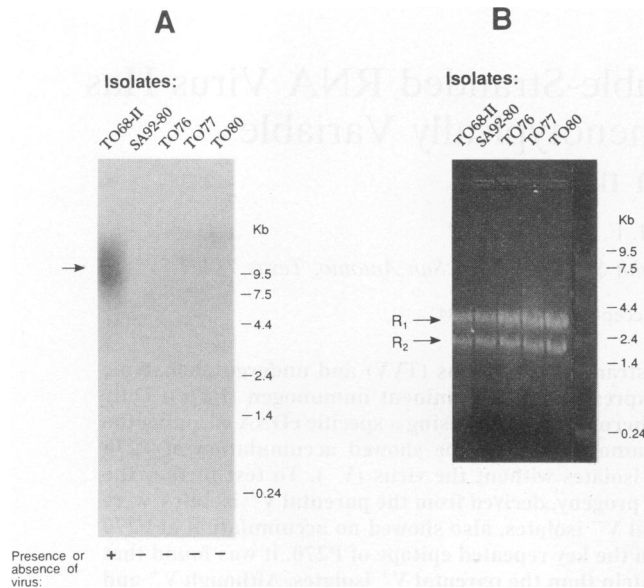 A
Isolates:
TO68-II
SA92-80
TO76
TO77
TO80
Kb
9.5
7.5
4.4
2.4
1.4
0.24
Presence or
absence of
virus:
+ – – – –
B
Isolates:
TO68-II
SA92-80
TO76
TO77
TO80
Kb
9.5
7.5
4.4
2.4
1.4
0.24
R1
R2